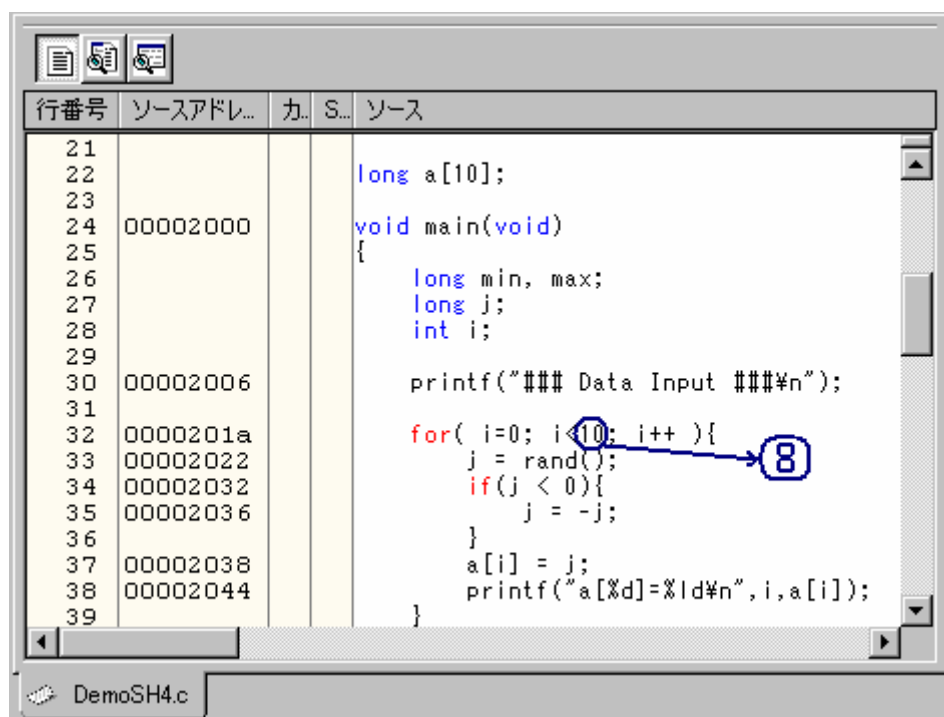 行番号 ソースアドレ... カ.. S... ソース
21
22 long a[10];
23
24 00002000 void main(void)
25 {
26 long min, max;
27 long j;
28 int i;
29
30 00002006 printf("### Data Input ###¥n");
31
32 0000201a for( i=0; i<10; i++ ){
33 00002022 j = rand();
8
34 00002032 if(j < 0){
35 00002036 j = -j;
36 }
37 00002038 a[i] = j;
38 00002044 printf("a[%d]=%ld¥n",i,a[i]);
39 }
DemoSH4.c